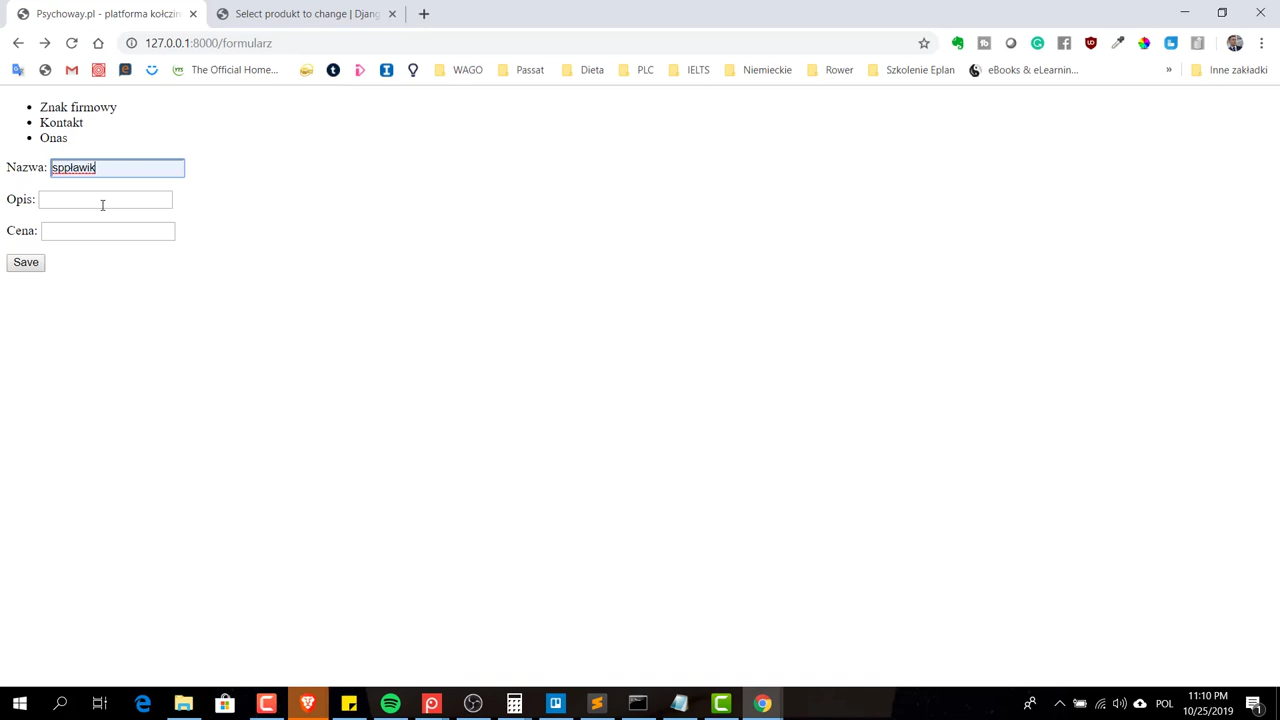 Psychoway.pl - platforma kołczin
Select produkt to change | Djang
127.0.0.1:8000/formularz
The Official Home...
WAGO
Passat
Dieta
PLC
IELTS
Niemieckie
Rower
Szkolenie Eplan
eBooks & eLearnin...
»
Inne zakładki
Znak firmowy
Kontakt
Onas
Nazwa: sppławik
Opis:
Cena:
Save
POL
11:10 PM
10/25/2019